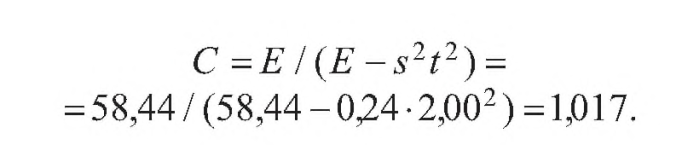 C = E / (E – s²t²) =
= 58,44 / (58,44 – 0,24 · 2,00²) = 1,017.